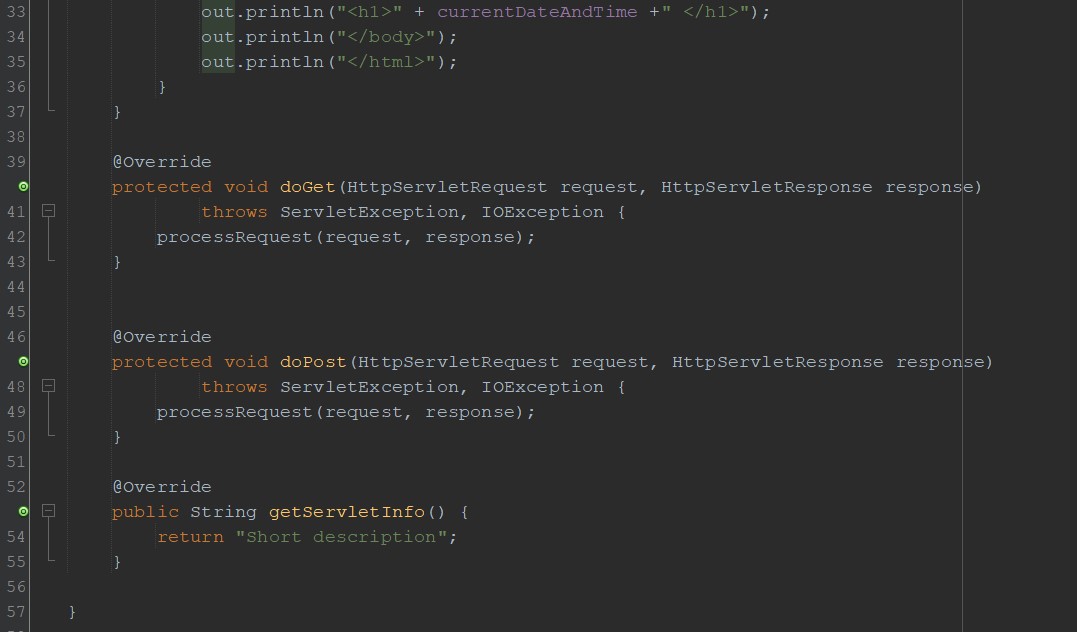 33 out.println("<h1>" + currentDateAndTime +" </h1>");
34 out.println("</body>");
35 out.println("</html>");
36 }
37 }
38
39 @Override
protected void doGet(HttpServletRequest request, HttpServletResponse response)
41 throws ServletException, IOException {
42 processRequest(request, response);
43 }
44
45
46 @Override
protected void doPost(HttpServletRequest request, HttpServletResponse response)
48 throws ServletException, IOException {
49 processRequest(request, response);
50 }
51
52 @Override
public String getServletInfo() {
54 return "Short description";
55 }
56
57 }